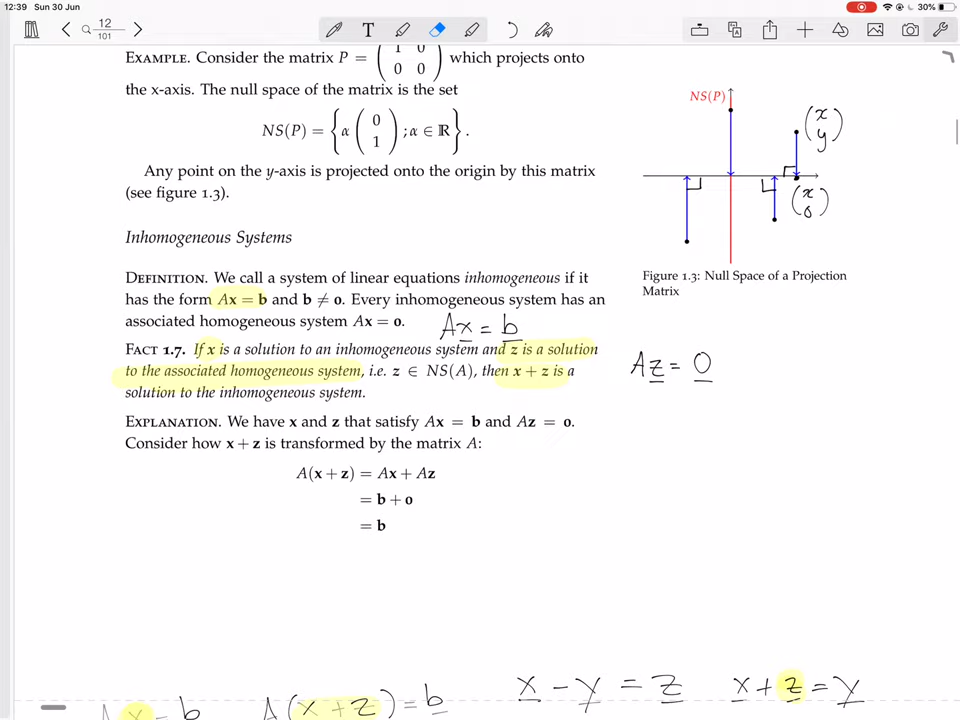 12:39 Sun 30 Jun
30%
12
101
T
EXAMPLE. Consider the matrix P = ( 1 0 ) which projects onto
0 0
the x-axis. The null space of the matrix is the set
NS(P) = { α ( 0 1 ) ; α ∈ ℝ } .
Any point on the y-axis is projected onto the origin by this matrix
(see figure 1.3).
NS(P)
( x y )
( x 0 )
Figure 1.3: Null Space of a Projection
Matrix
Inhomogeneous Systems
DEFINITION. We call a system of linear equations inhomogeneous if it
has the form Ax = b and b ≠ 0. Every inhomogeneous system has an
associated homogeneous system Ax = 0.
Ax = b
FACT 1.7. If x is a solution to an inhomogeneous system and z is a solution
to the associated homogeneous system, i.e. z ∈ NS(A), then x + z is a
solution to the inhomogeneous system.
Az = 0
EXPLANATION. We have x and z that satisfy Ax = b and Az = 0.
Consider how x + z is transformed by the matrix A:
A(x + z) = Ax + Az
= b + 0
= b
x - y = z
x + z = y
Ax = b
A(x + z) = b